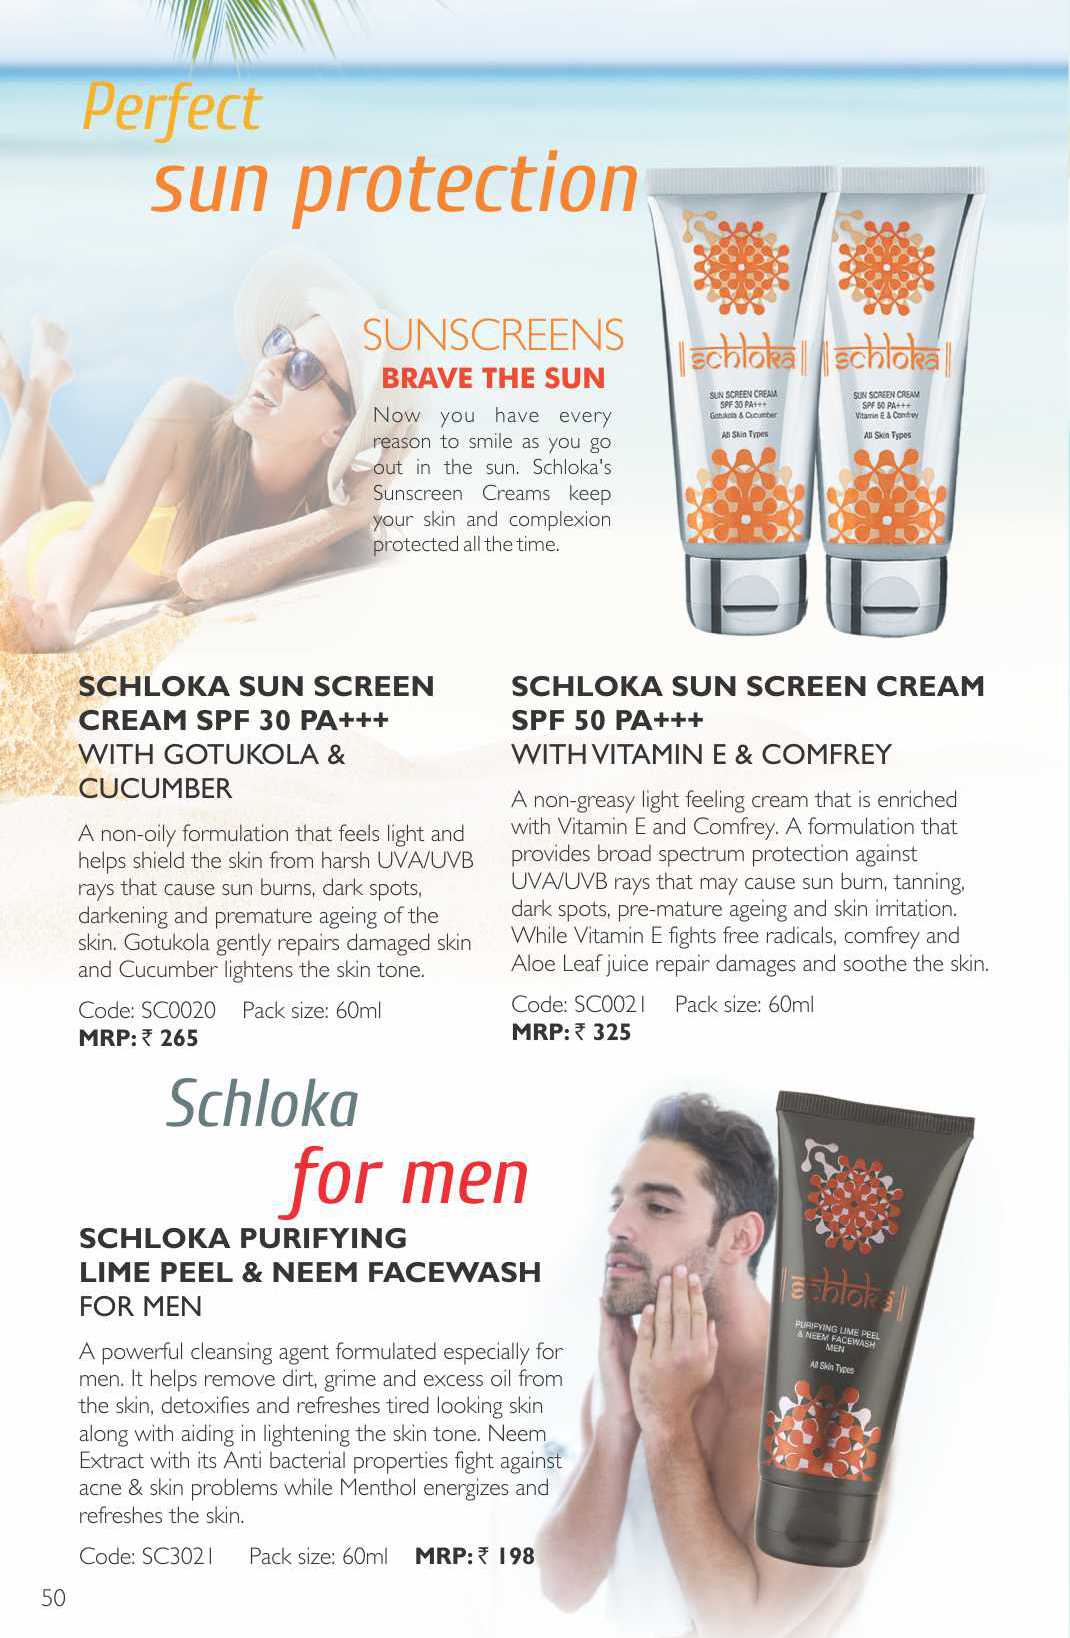 Perfect
sun protection
SUNSCREENS
BRAVE THE SUN
Now you have every
reason to smile as you go
out in the sun. Schloka's
Sunscreen Creams keep
your skin and complexion
protected all the time.
schloka
SUN SCREEN CREAM
SPF 30 PA+++
Gotukola & Cucumber
All Skin Types
schloka
SUN SCREEN CREAM
SPF 50 PA+++
Vitamin E & Comfrey
All Skin Types
SCHLOKA SUN SCREEN
CREAM SPF 30 PA+++
WITH GOTUKOLA &
CUCUMBER
A non-oily formulation that feels light and
helps shield the skin from harsh UVA/UVB
rays that cause sun burns, dark spots,
darkening and premature ageing of the
skin. Gotukola gently repairs damaged skin
and Cucumber lightens the skin tone.
Code: SC0020 Pack size: 60ml
MRP: ₹ 265
SCHLOKA SUN SCREEN CREAM
SPF 50 PA+++
WITH VITAMIN E & COMFREY
A non-greasy light feeling cream that is enriched
with Vitamin E and Comfrey. A formulation that
provides broad spectrum protection against
UVA/UVB rays that may cause sun burn, tanning,
dark spots, pre-mature ageing and skin irritation.
While Vitamin E fights free radicals, comfrey and
Aloe Leaf juice repair damages and soothe the skin.
Code: SC0021 Pack size: 60ml
MRP: ₹ 325
Schloka
for men
SCHLOKA PURIFYING
LIME PEEL & NEEM FACEWASH
FOR MEN
A powerful cleansing agent formulated especially for
men. It helps remove dirt, grime and excess oil from
the skin, detoxifies and refreshes tired looking skin
along with aiding in lightening the skin tone. Neem
Extract with its Anti bacterial properties fight against
acne & skin problems while Menthol energizes and
refreshes the skin.
Code: SC3021 Pack size: 60ml MRP: ₹ 198
schloka
PURIFYING LIME PEEL
& NEEM FACEWASH
MEN
All Skin Types
50